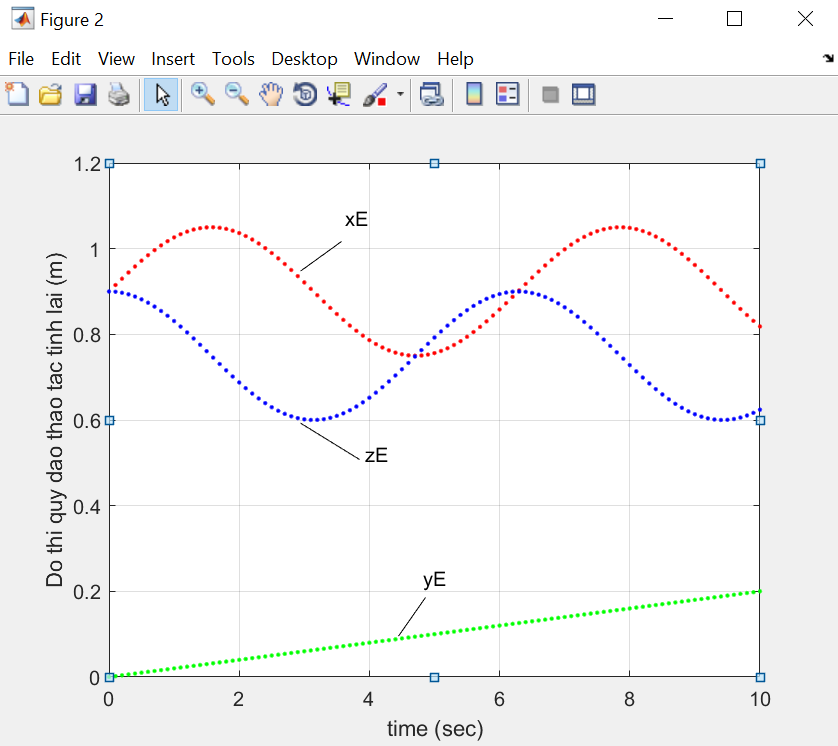 Figure 2
File Edit View Insert Tools Desktop Window Help
1.2
1
0.8
0.6
0.4
0.2
0
Do thi quy dao thao tac tinh lai (m)
xE
zE
yE
0 2 4 6 8 10
time (sec)